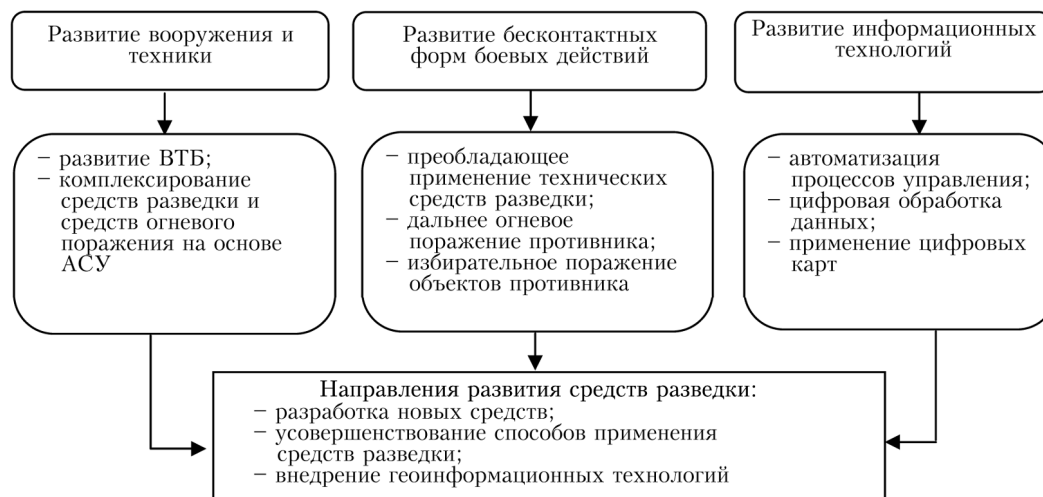 Развитие вооружения и
техники
Развитие бесконтактных
форм боевых действий
Развитие информационных
технологий
– развитие ВТБ;
– комплексирование
средств разведки и
средств огневого
поражения на основе
АСУ
– преобладающее
применение технических
средств разведки;
– дальнее огневое
поражение противника;
– избирательное поражение
объектов противника
– автоматизация
процессов управления;
– цифровая обработка
данных;
– применение цифровых
карт
Направления развития средств разведки:
– разработка новых средств;
– усовершенствование способов применения
средств разведки;
– внедрение геоинформационных технологий